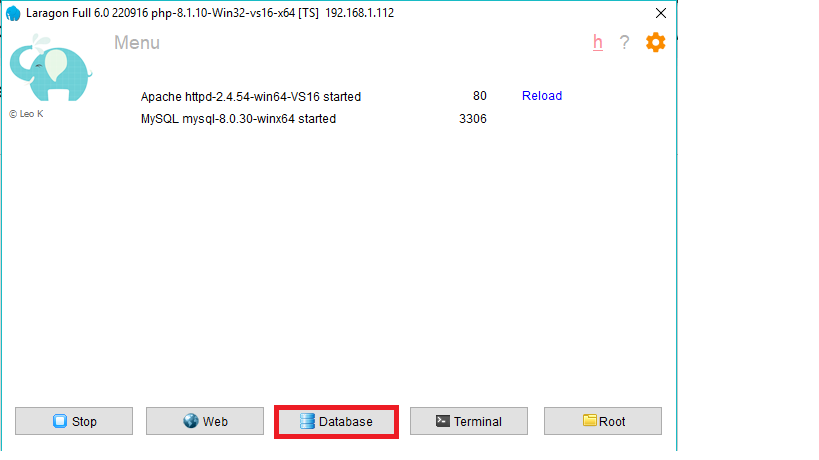 Laragon Full 6.0 220916 php-8.1.10-Win32-vs16-x64 [TS] 192.168.1.112
Menu
h ?
Apache httpd-2.4.54-win64-VS16 started 80 Reload
© Leo K
MySQL mysql-8.0.30-winx64 started 3306
Stop Web Database Terminal Root